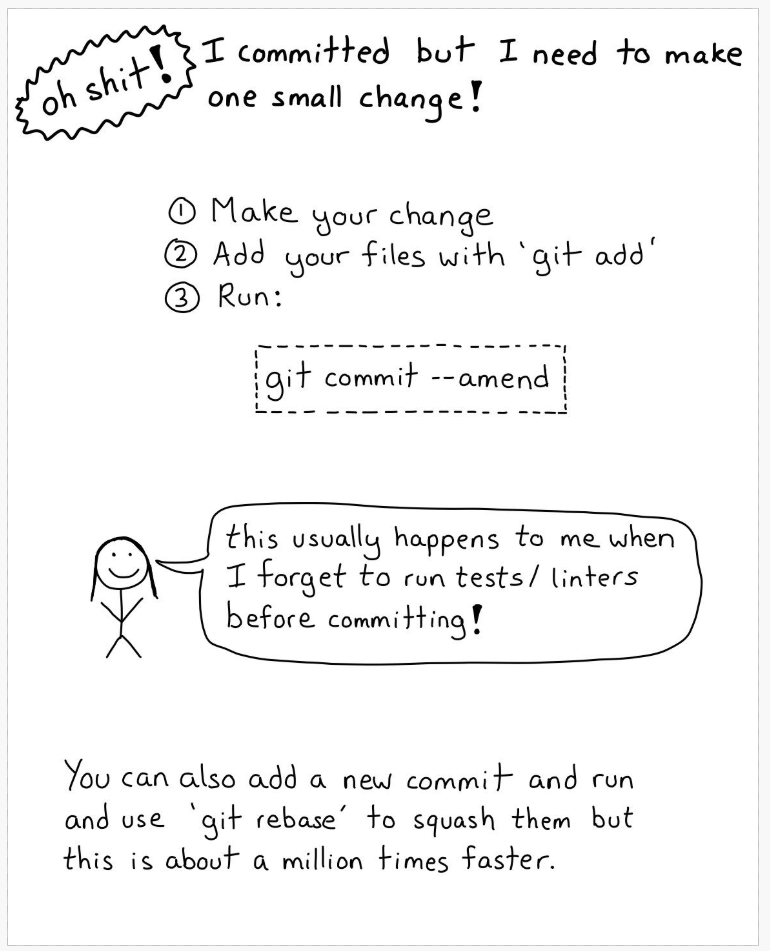 oh shit!
I committed but I need to make
one small change!
① Make your change
② Add your files with 'git add'
③ Run:
git commit --amend
this usually happens to me when
I forget to run tests/ linters
before committing!
You can also add a new commit and run
and use 'git rebase' to squash them but
this is about a million times faster.